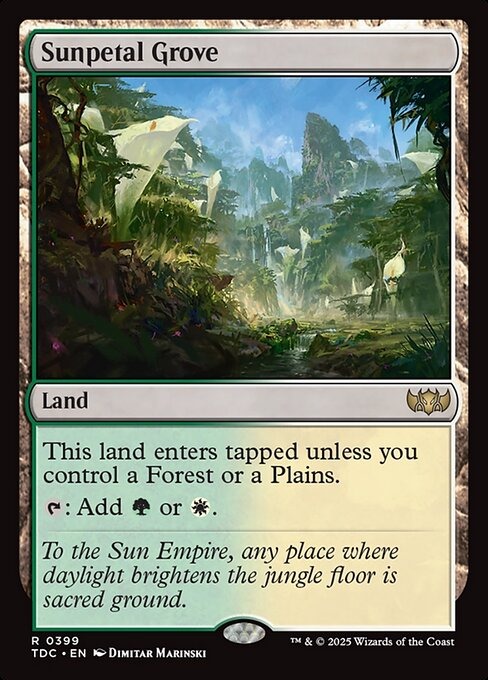 Sunpetal Grove
Land
This land enters tapped unless you
control a Forest or a Plains.
: Add or .
To the Sun Empire, any place where
daylight brightens the jungle floor is
sacred ground.
R 0399
TDC • EN Dimitar Marinski
™ & © 2025 Wizards of the Coast